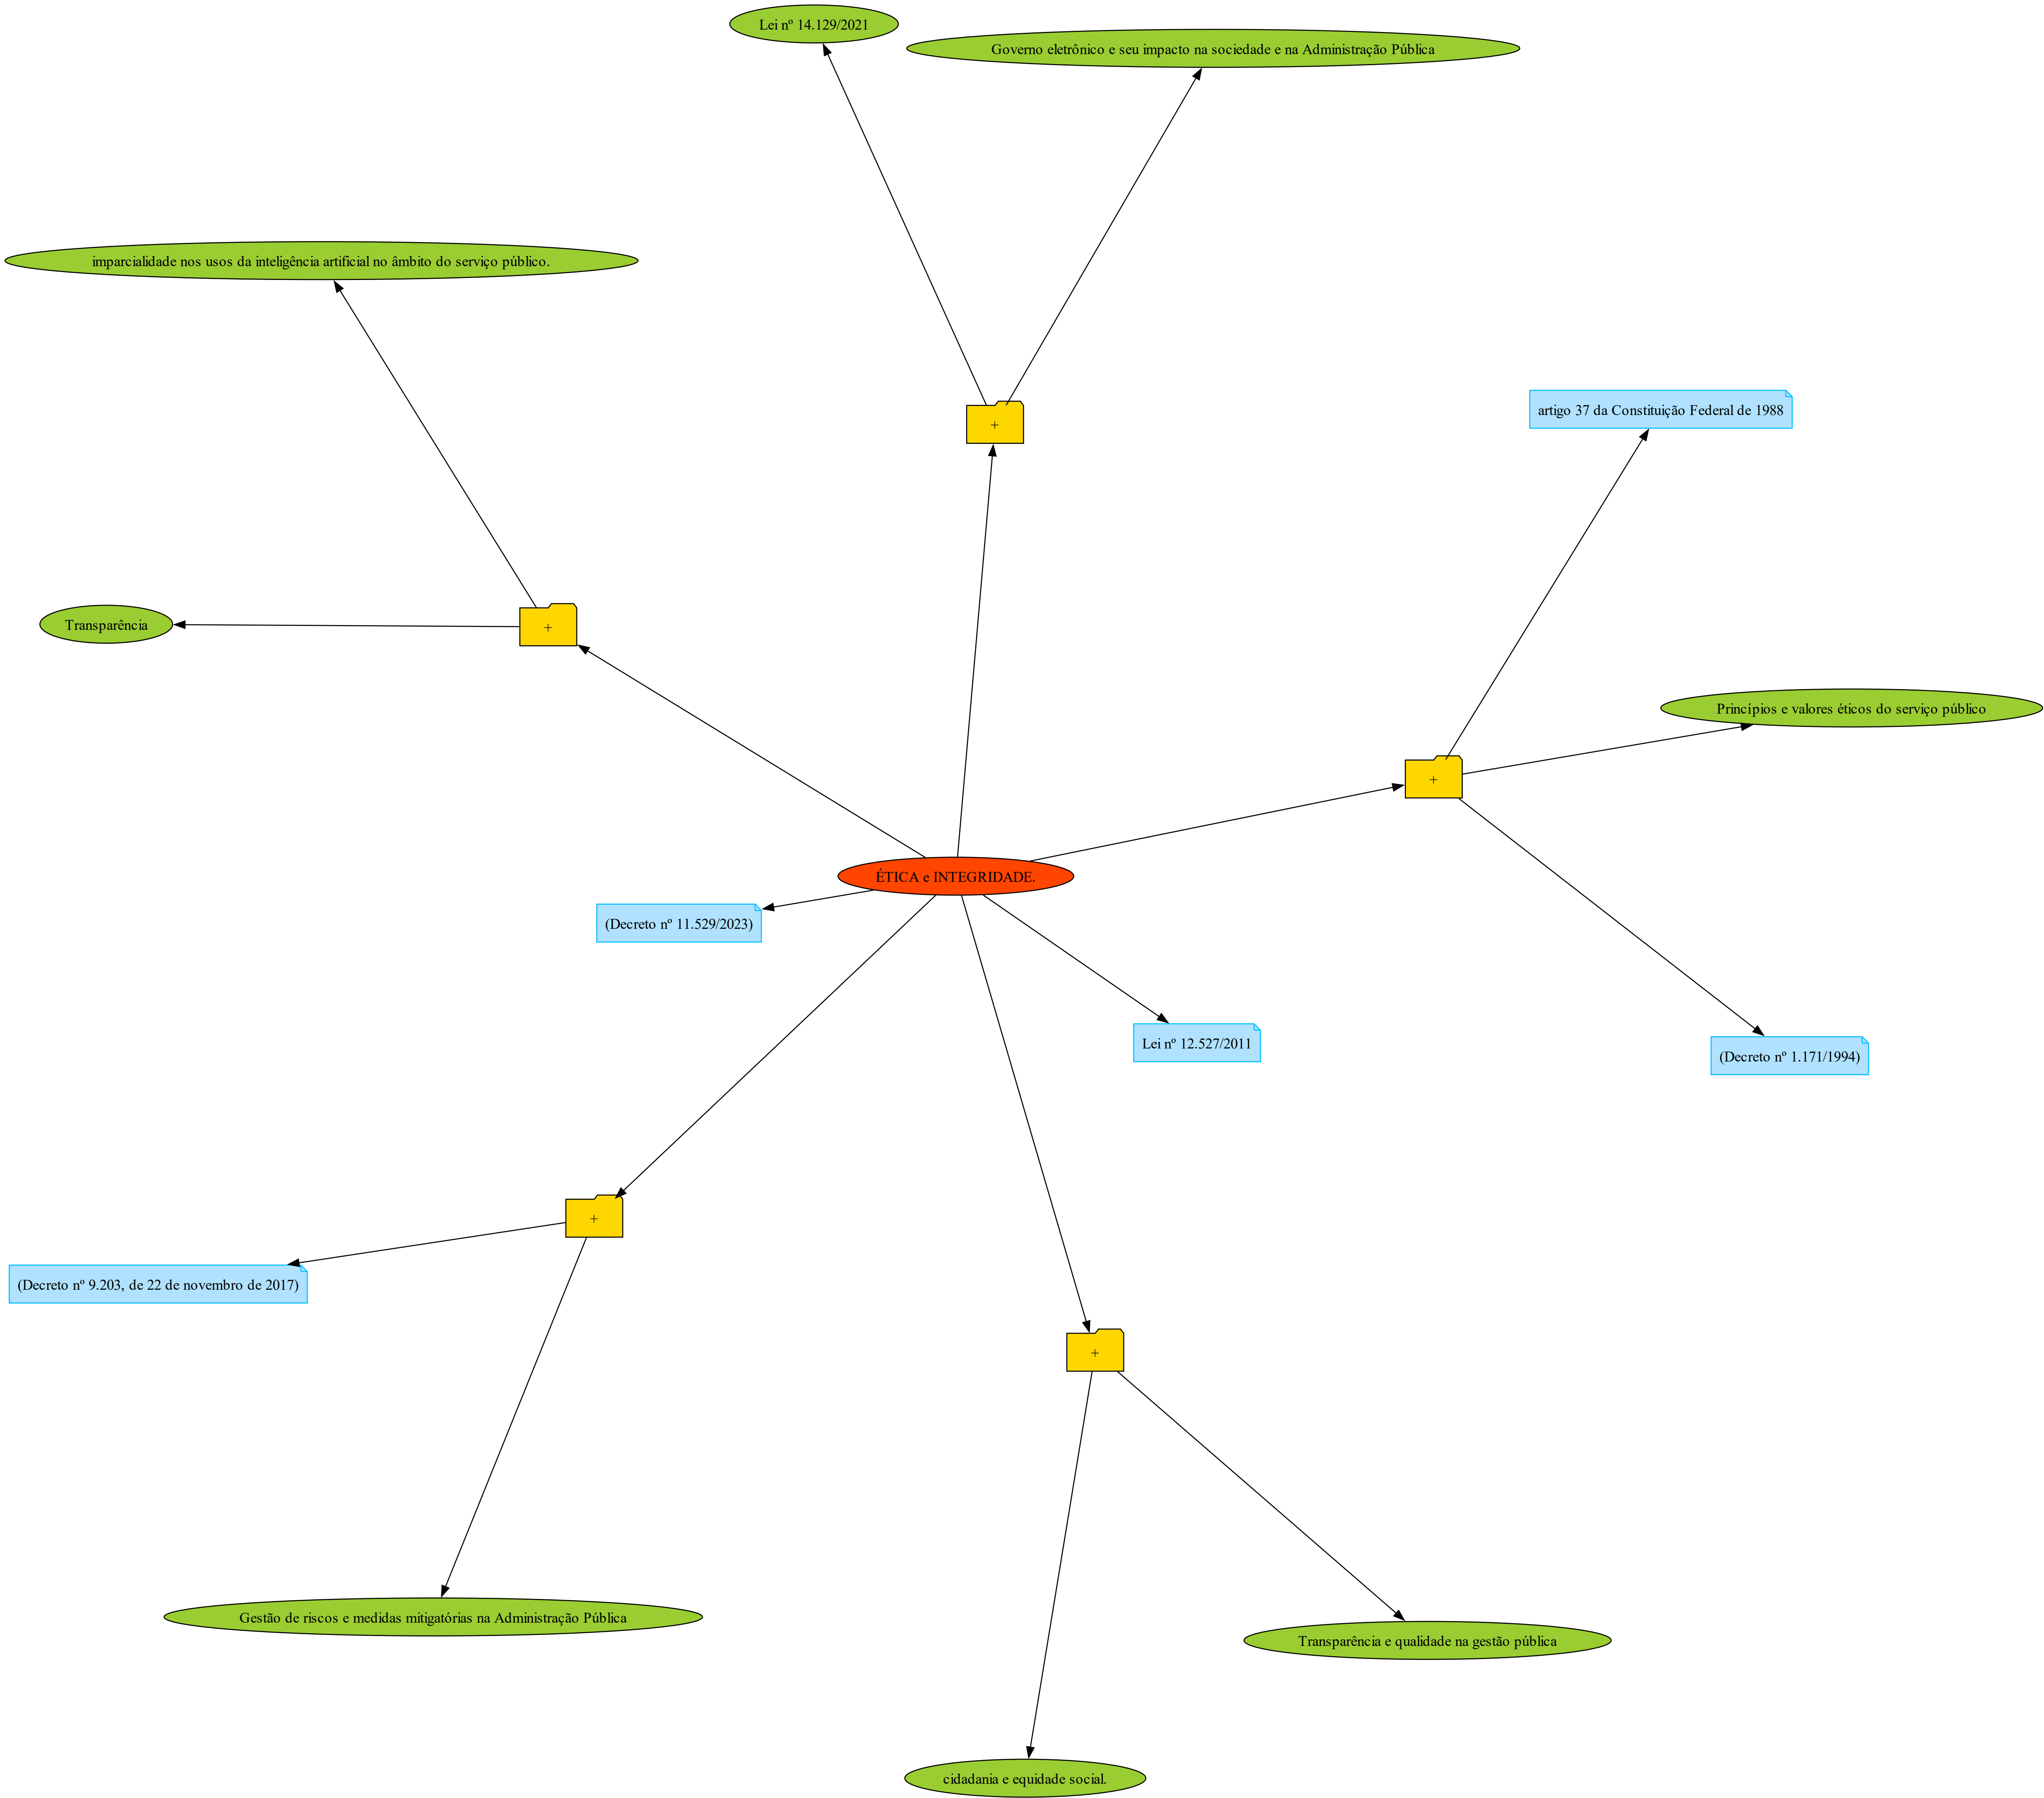 Lei nº 14.129/2021
Governo eletrônico e seu impacto na sociedade e na Administração Pública
imparcialidade nos usos da inteligência artificial no âmbito do serviço público.
artigo 37 da Constituição Federal de 1988
+
Transparência
+
Princípios e valores éticos do serviço público
+
ÉTICA e INTEGRIDADE.
(Decreto nº 11.529/2023)
Lei nº 12.527/2011
(Decreto nº 1.171/1994)
+
(Decreto nº 9.203, de 22 de novembro de 2017)
+
Gestão de riscos e medidas mitigatórias na Administração Pública
Transparência e qualidade na gestão pública
cidadania e equidade social.